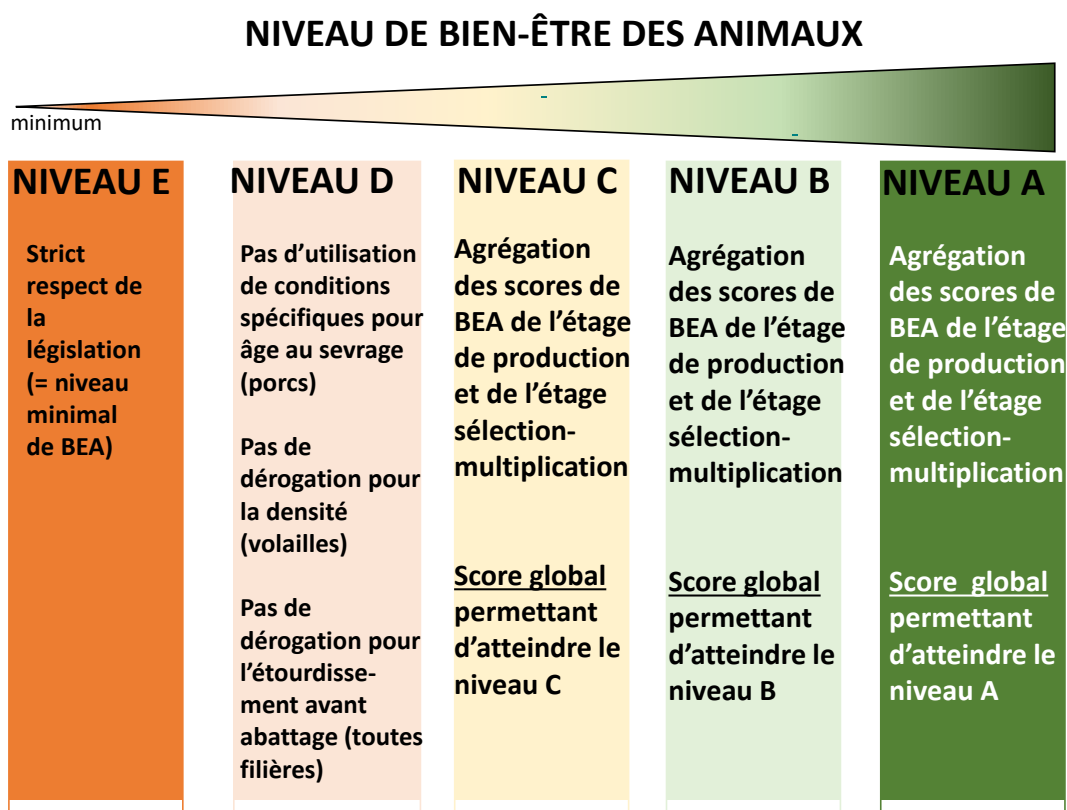 NIVEAU DE BIEN-ÊTRE DES ANIMAUX
minimum
NIVEAU E
Strict
respect de
la
législation
(= niveau
minimal
de BEA)
NIVEAU D
Pas d’utilisation
de conditions
spécifiques pour
âge au sevrage
(porcs)
Pas de
dérogation pour
la densité
(volailles)
Pas de
dérogation pour
l’étourdisse-
ment avant
abattage (toutes
filières)
NIVEAU C
Agrégation
des scores de
BEA de l’étage
de production
et de l’étage
sélection-
multiplication
Score global
permettant
d’atteindre le
niveau C
NIVEAU B
Agrégation
des scores de
BEA de l’étage
de production
et de l’étage
sélection-
multiplication
Score global
permettant
d’atteindre le
niveau B
NIVEAU A
Agrégation
des scores de
BEA de l’étage
de production
et de l’étage
sélection-
multiplication
Score global
permettant
d’atteindre le
niveau A